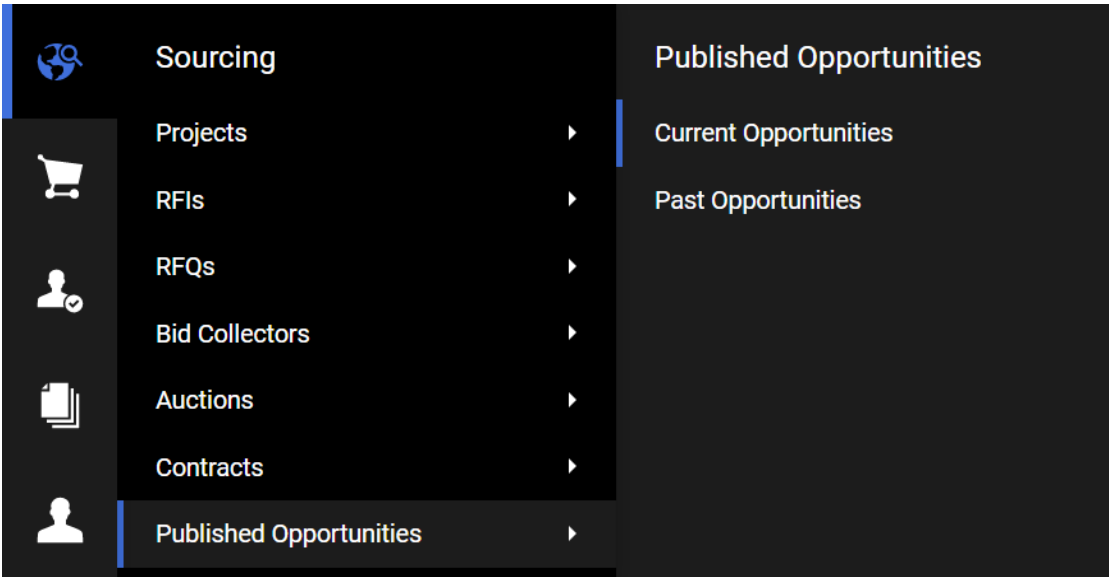 Sourcing
Projects
RFIs
RFQs
Bid Collectors
Auctions
Contracts
Published Opportunities
Published Opportunities
Current Opportunities
Past Opportunities